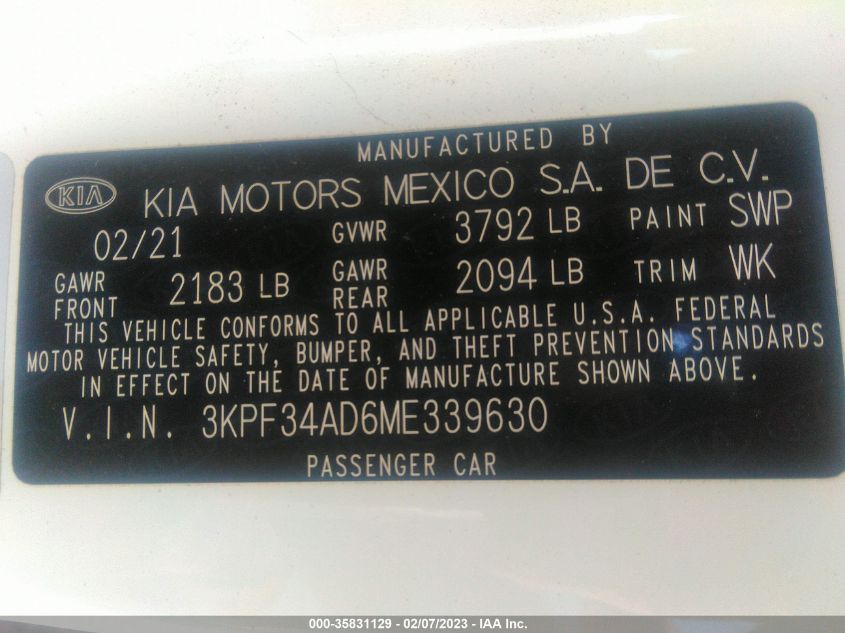 MANUFACTURED BY
KIA KIA MOTORS MEXICO S.A. DE C.V.
02/21 GVWR 3792 LB PAINT SWP
GAWR FRONT 2183 LB GAWR REAR 2094 LB TRIM WK
THIS VEHICLE CONFORMS TO ALL APPLICABLE U.S.A. FEDERAL
MOTOR VEHICLE SAFETY, BUMPER, AND THEFT PREVENTION STANDARDS
IN EFFECT ON THE DATE OF MANUFACTURE SHOWN ABOVE.
V.I.N. 3KPF34AD6ME339630
PASSENGER CAR
000-35831129 - 02/07/2023 - IAA Inc.